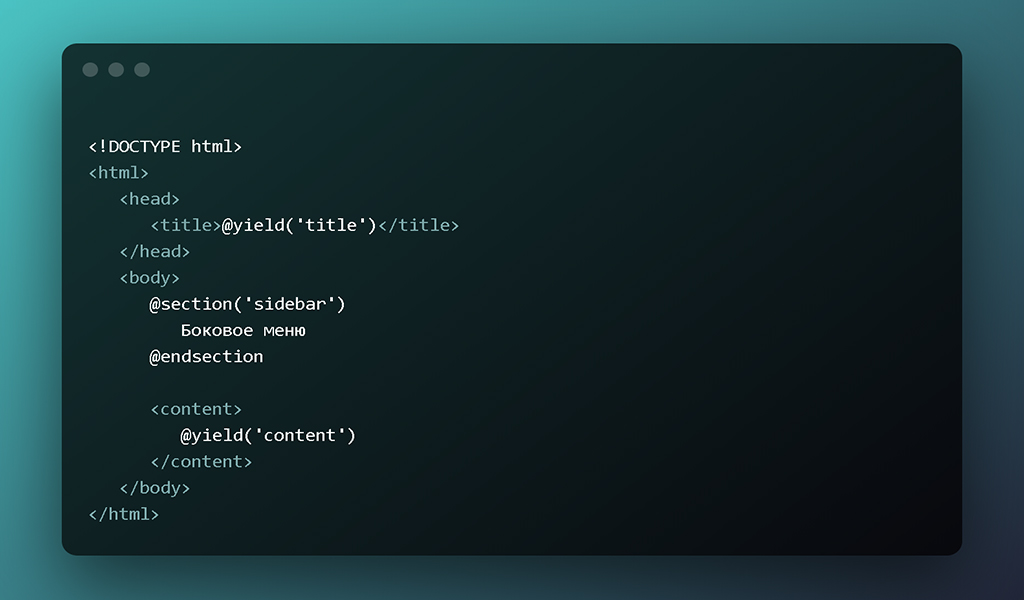 <!DOCTYPE html>
<html>
<head>
<title>@yield('title')</title>
</head>
<body>
@section('sidebar')
Боковое меню
@endsection
<content>
@yield('content')
</content>
</body>
</html>